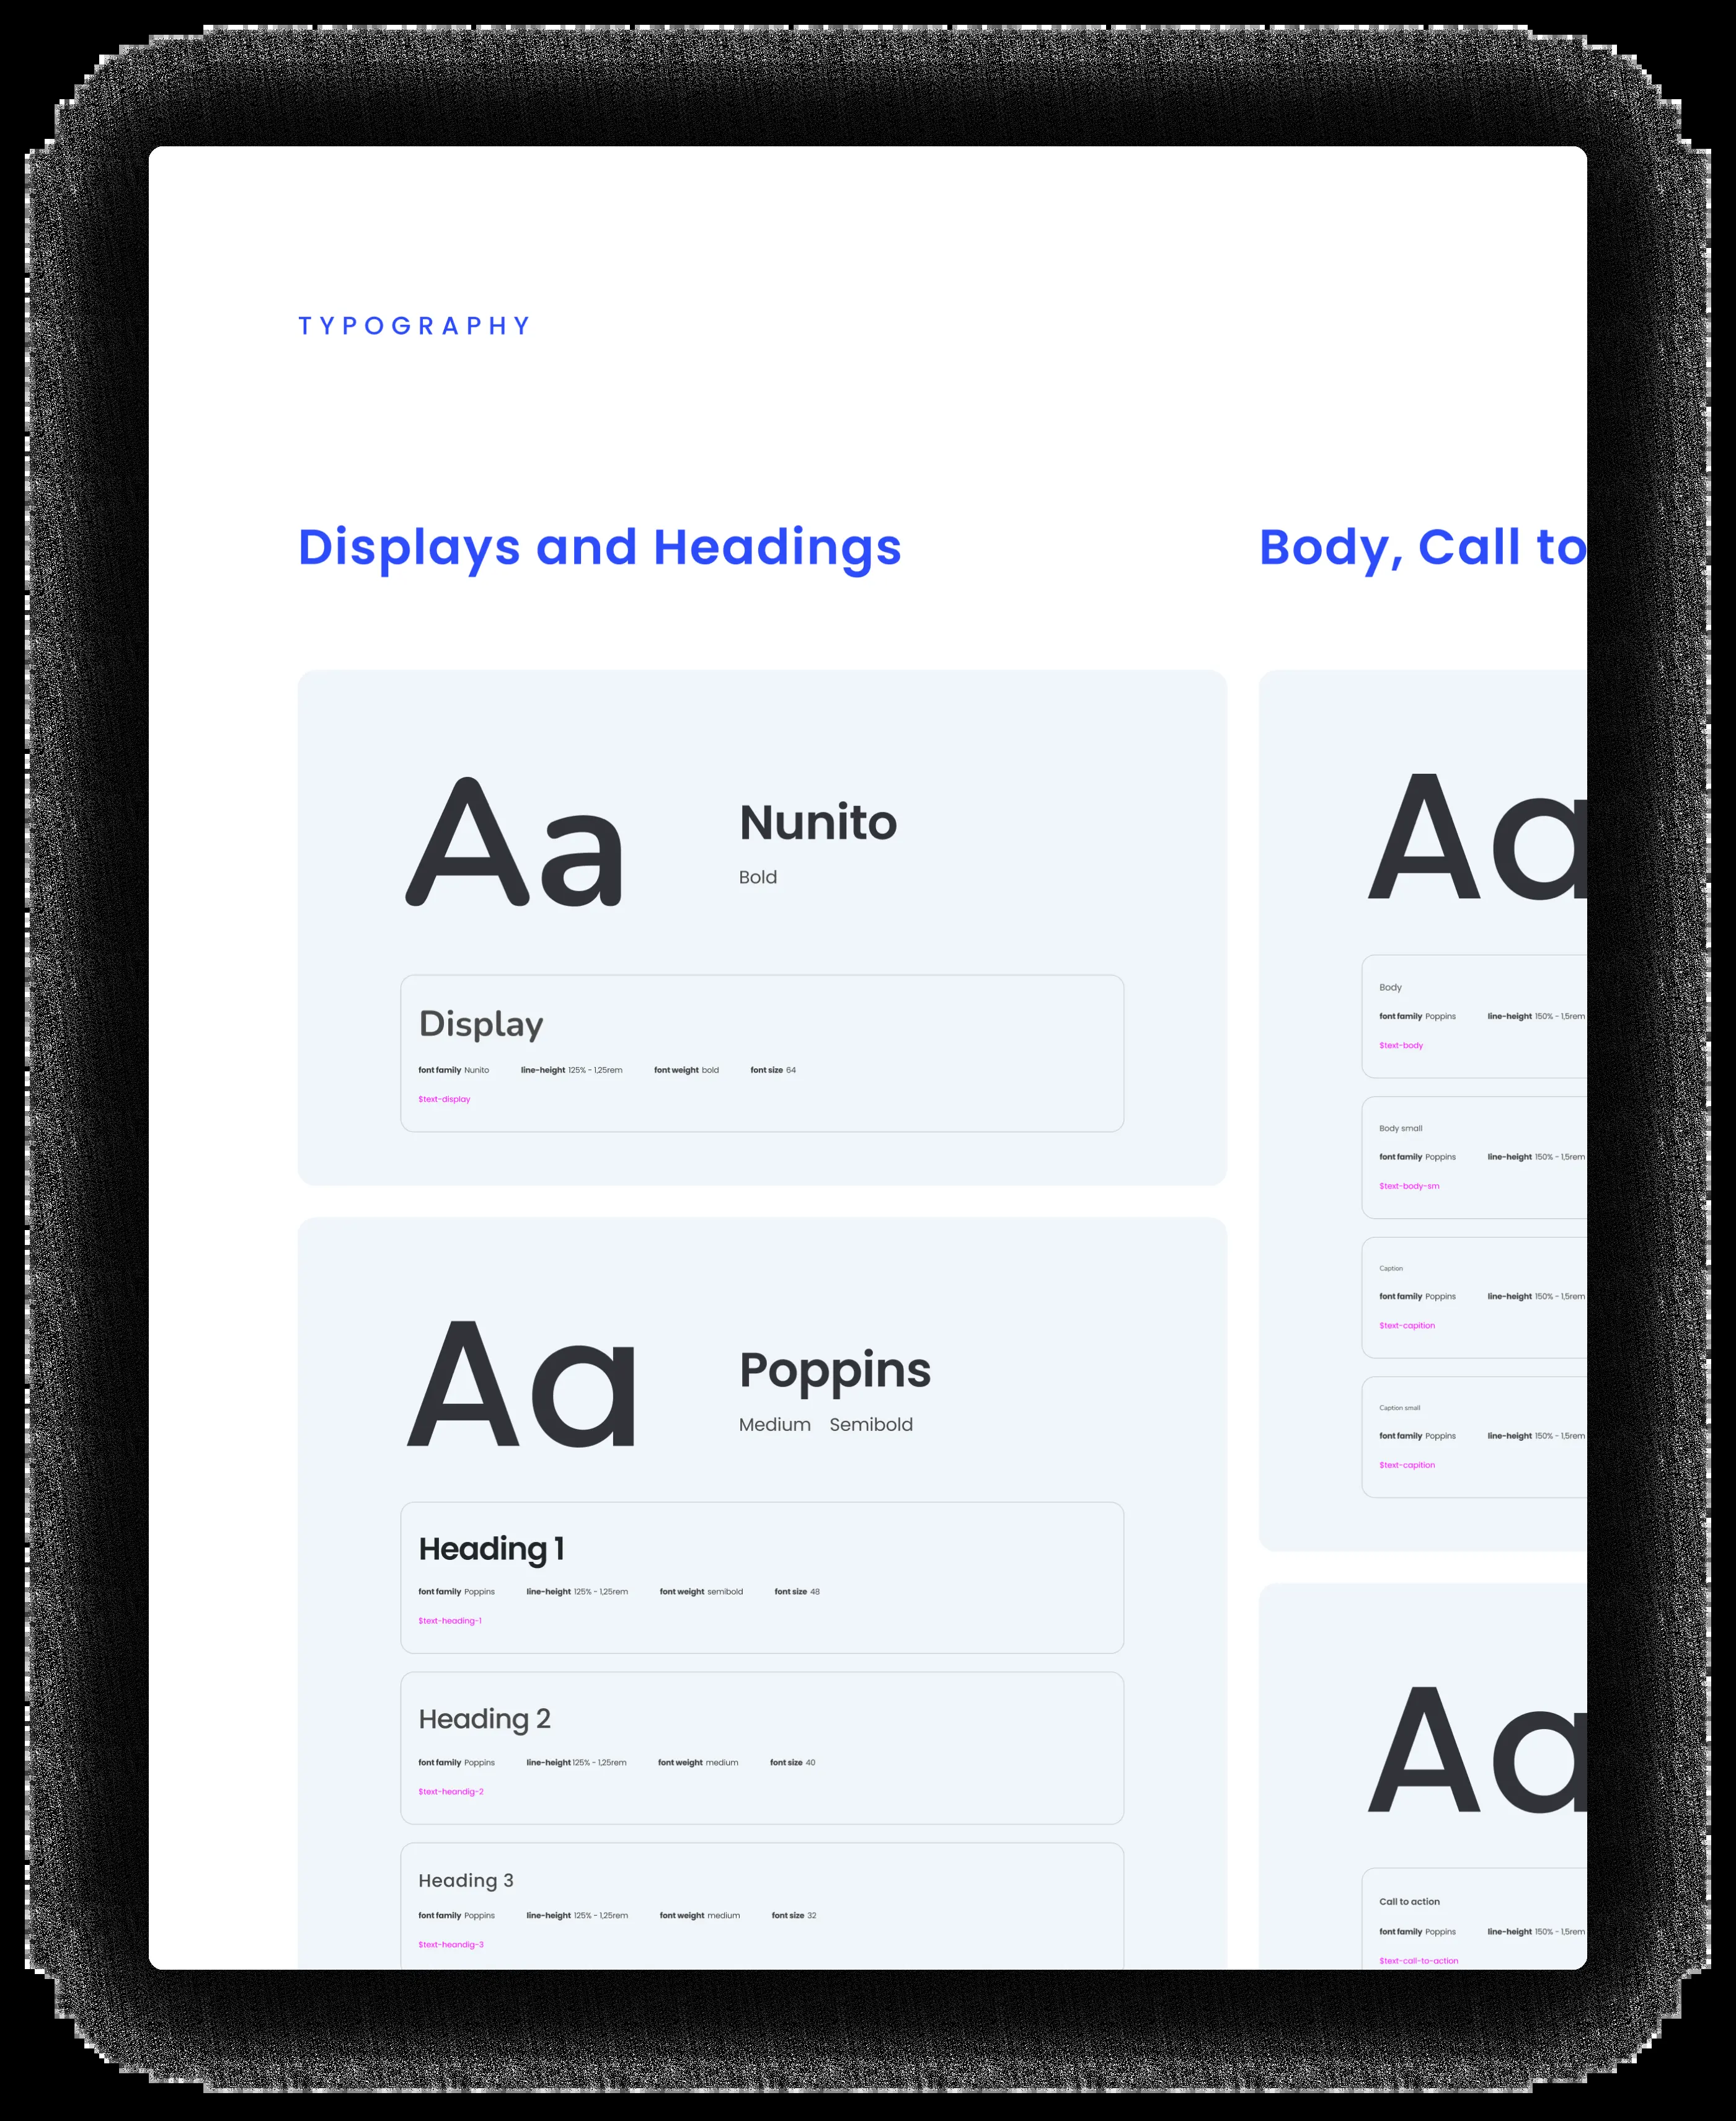 TYPOGRAPHY
Displays and Headings
Aa
Nunito
Bold
Display
font family Nunito line-height 125% - 1,25rem font weight bold font size 64
$text-display
Aa
Poppins
Medium Semibold
Heading 1
font family Poppins line-height 125% - 1,25rem font weight semibold font size 48
$text-heading-1
Heading 2
font family Poppins line-height 125% - 1,25rem font weight medium font size 40
$text-heandig-2
Heading 3
font family Poppins line-height 125% - 1,25rem font weight medium font size 32
$text-heandig-3
Body, Call to
Aa
Body
font family Poppins line-height 150% - 1,5rem
$text-body
Body small
font family Poppins line-height 150% - 1,5rem
$text-body-sm
Caption
font family Poppins line-height 150% - 1,5rem
$text-capition
Caption small
font family Poppins line-height 150% - 1,5rem
$text-capition
Aa
Call to action
font family Poppins line-height 150% - 1,5rem
$text-call-to-action